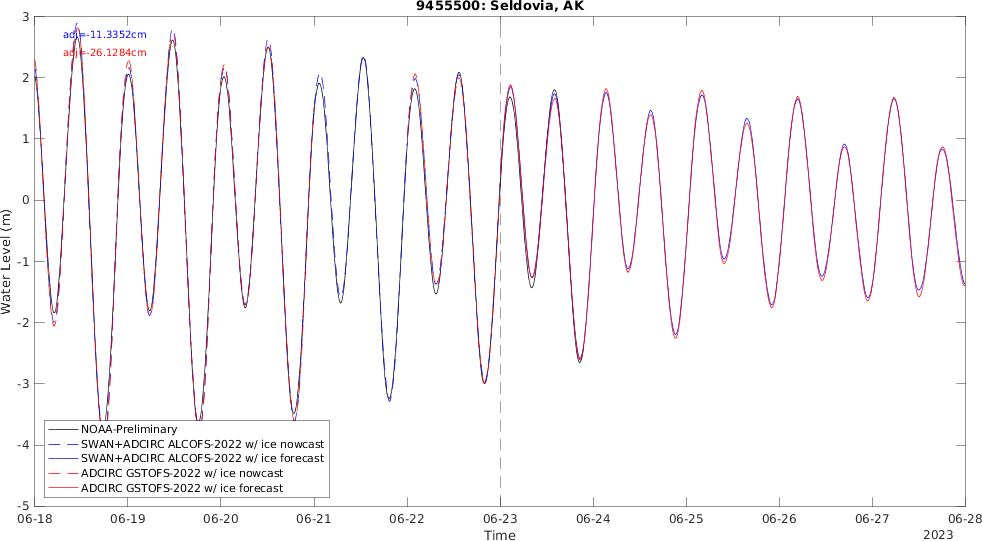 9455500: Seldovia, AK
adj=-11.3352cm
adj=-26.1284cm
Water Level (m)
3
2
1
0
-1
-2
-3
-4
-5
NOAA-Preliminary
SWAN+ADCIRC ALCOFS-2022 w/ ice nowcast
SWAN+ADCIRC ALCOFS-2022 w/ ice forecast
ADCIRC GSTOFS-2022 w/ ice nowcast
ADCIRC GSTOFS-2022 w/ ice forecast
06-18 06-19 06-20 06-21 06-22 06-23 06-24 06-25 06-26 06-27 06-28
Time
2023